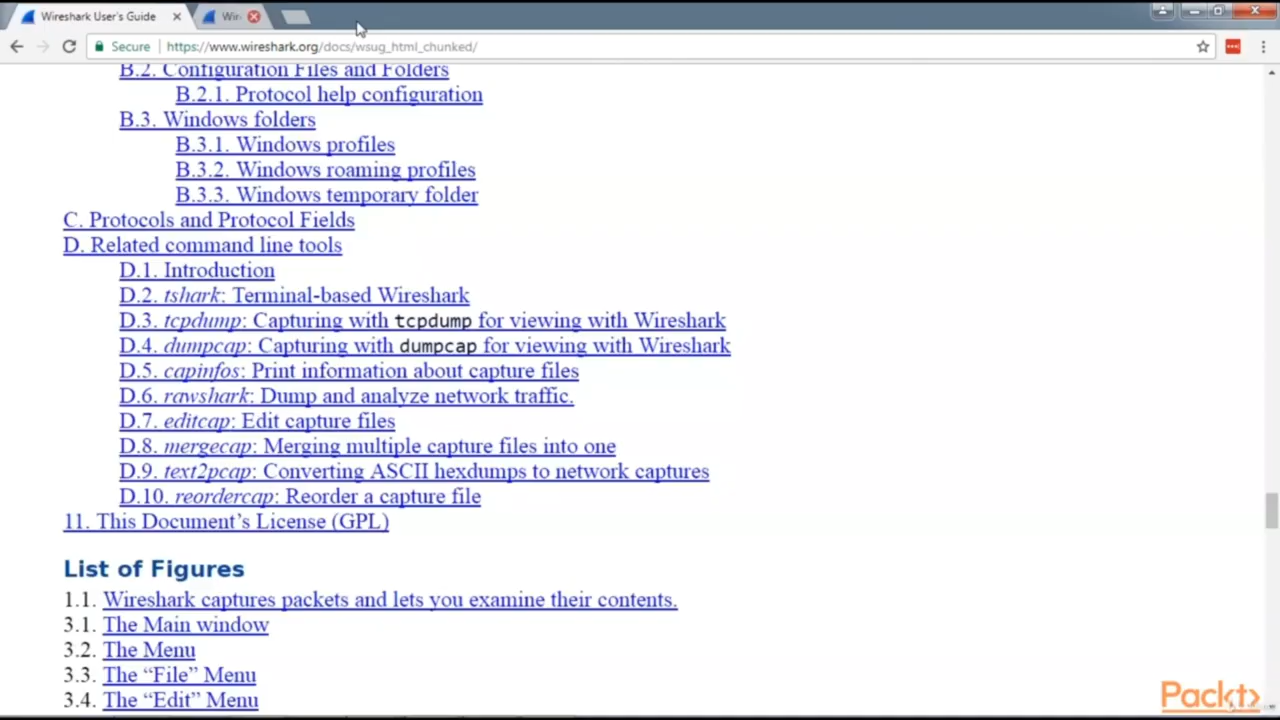 Wireshark User's Guide
Wir
Secure
https://www.wireshark.org/docs/wsug_html_chunked/
B.2. Configuration Files and Folders
B.2.1. Protocol help configuration
B.3. Windows folders
B.3.1. Windows profiles
B.3.2. Windows roaming profiles
B.3.3. Windows temporary folder
C. Protocols and Protocol Fields
D. Related command line tools
D.1. Introduction
D.2. tshark: Terminal-based Wireshark
D.3. tcpdump: Capturing with tcpdump for viewing with Wireshark
D.4. dumpcap: Capturing with dumpcap for viewing with Wireshark
D.5. capinfos: Print information about capture files
D.6. rawshark: Dump and analyze network traffic.
D.7. editcap: Edit capture files
D.8. mergecap: Merging multiple capture files into one
D.9. text2pcap: Converting ASCII hexdumps to network captures
D.10. reordercap: Reorder a capture file
11. This Document’s License (GPL)
List of Figures
1.1. Wireshark captures packets and lets you examine their contents.
3.1. The Main window
3.2. The Menu
3.3. The “File” Menu
3.4. The “Edit” Menu
Packt>